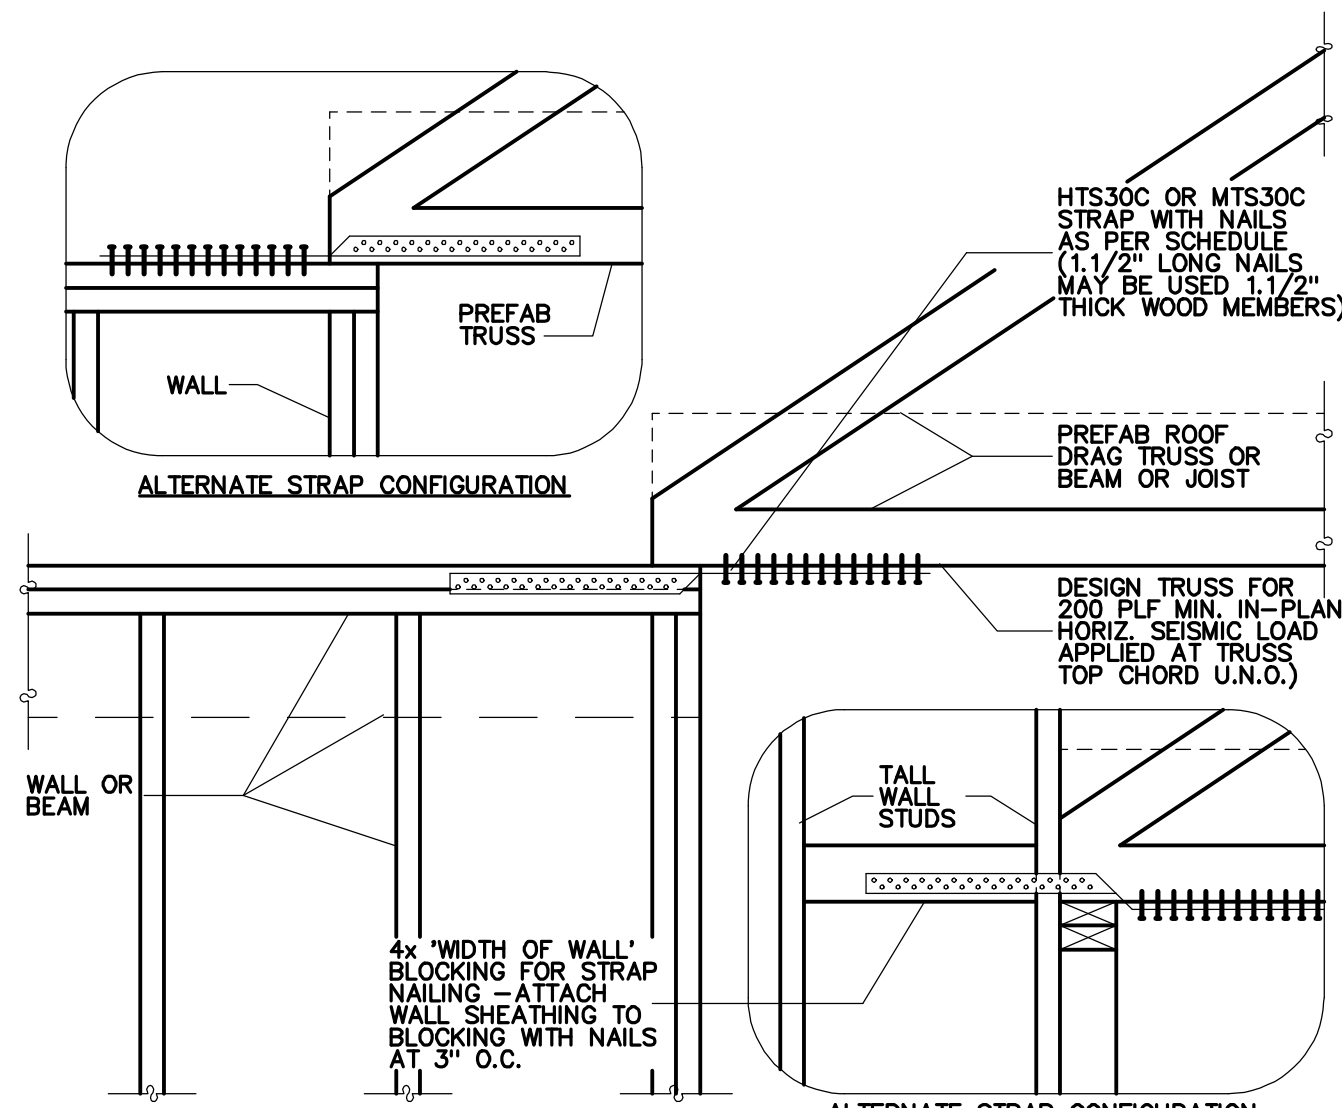 HTS30C OR MTS30C
STRAP WITH NAILS
AS PER SCHEDULE
(1.1/2" LONG NAILS
MAY BE USED 1.1/2"
THICK WOOD MEMBERS)
PREFAB
TRUSS
WALL
ALTERNATE STRAP CONFIGURATION
PREFAB ROOF
DRAG TRUSS OR
BEAM OR JOIST
DESIGN TRUSS FOR
200 PLF MIN. IN-PLAN
HORIZ. SEISMIC LOAD
APPLIED AT TRUSS
TOP CHORD U.N.O.)
WALL OR
BEAM
TALL
WALL
STUDS
4x 'WIDTH OF WALL'
BLOCKING FOR STRAP
NAILING -ATTACH
WALL SHEATHING TO
BLOCKING WITH NAILS
AT 3" O.C.
ALTERNATE STRAP CONFIGURATION